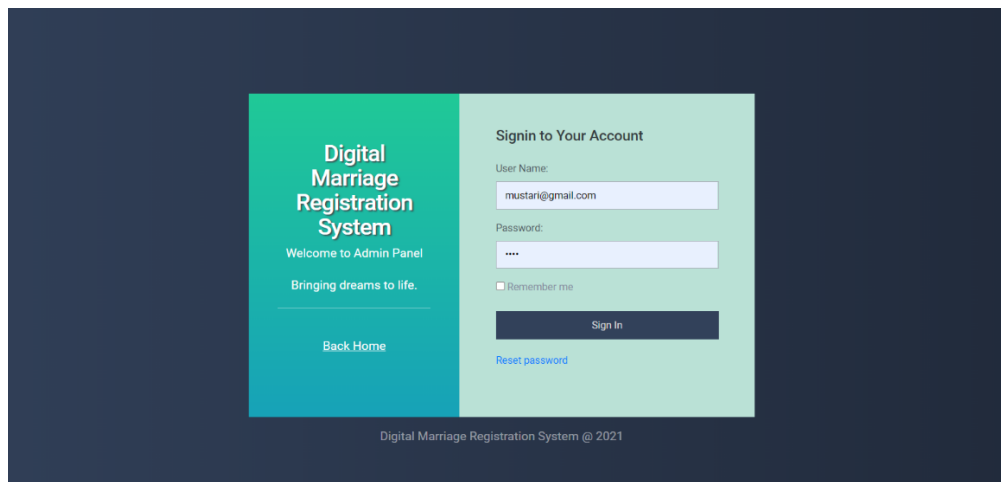 Digital
Marriage
Registration
System
Welcome to Admin Panel
Bringing dreams to life.
Back Home
Signin to Your Account
User Name:
mustari@gmail.com
Password:
••••
Remember me
Sign In
Reset password
Digital Marriage Registration System @ 2021